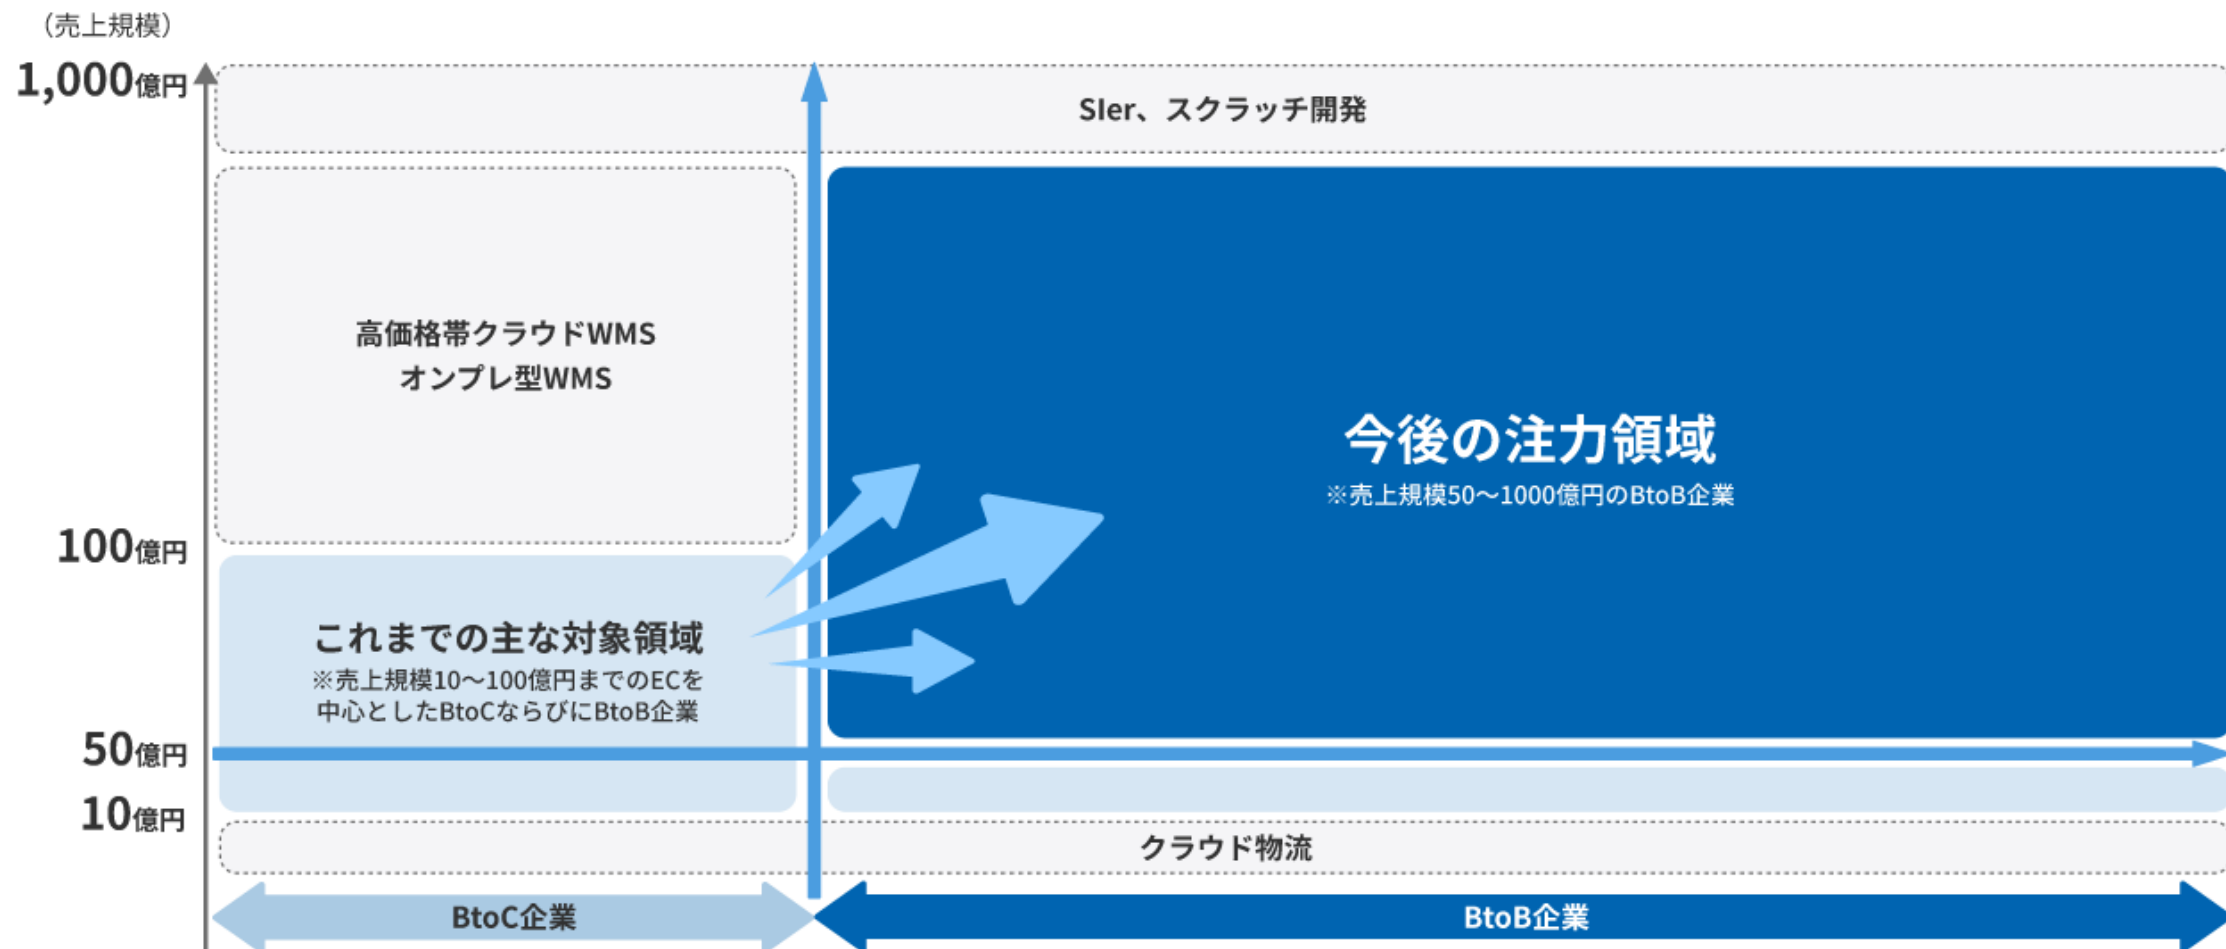 （売上規模）
1,000億円
SIer、スクラッチ開発
高価格帯クラウドWMS
オンプレ型WMS
今後の注力領域
※売上規模50〜1000億円のBtoB企業
100億円
これまでの主な対象領域
※売上規模10〜100億円までのECを
中心としたBtoCならびにBtoB企業
50億円
10億円
クラウド物流
BtoC企業
BtoB企業